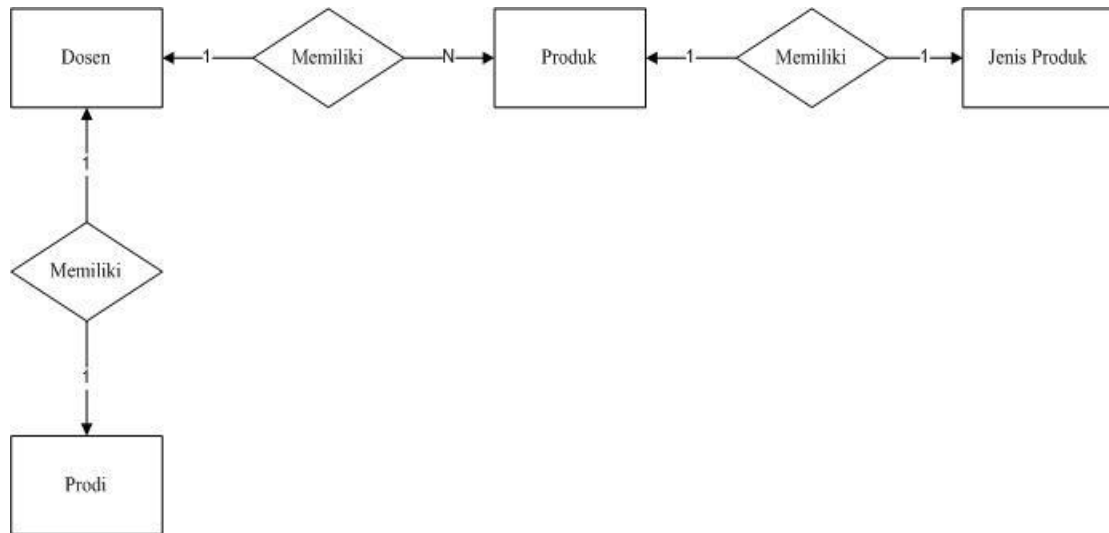 Dosen
1
Memiliki
N
Produk
1
Memiliki
1
Jenis Produk
1
Memiliki
1
Prodi